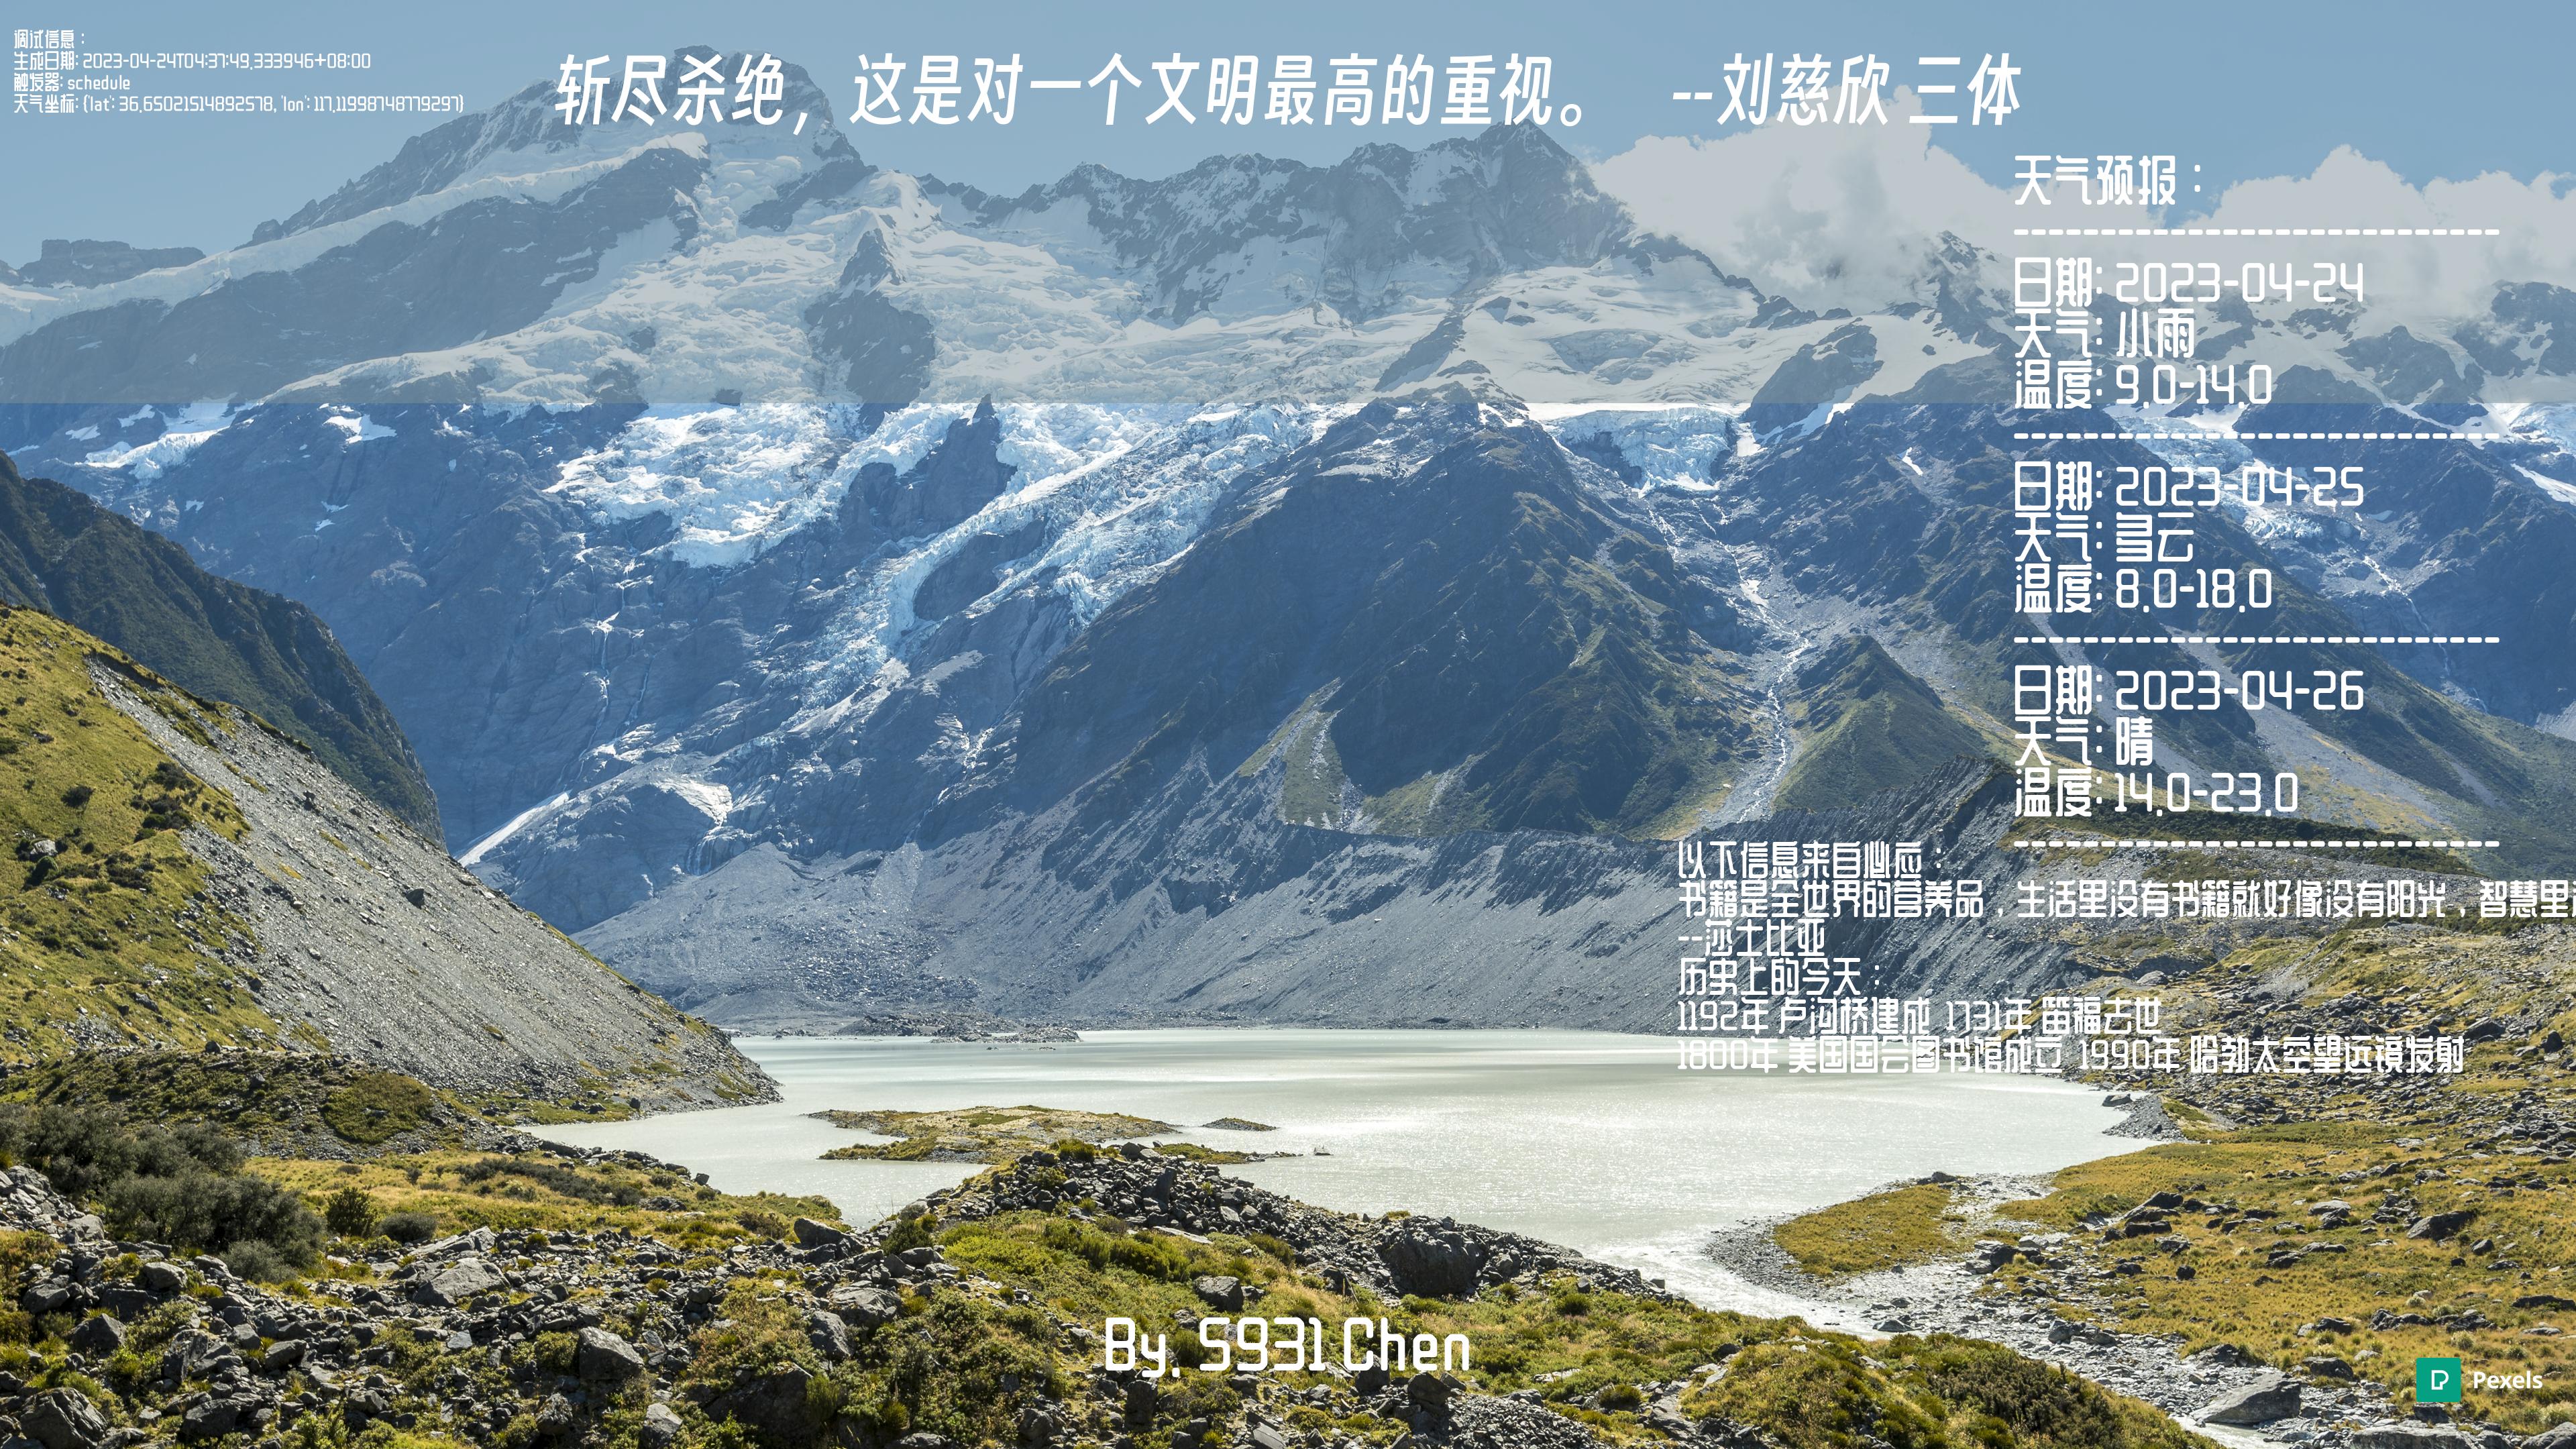 调试信息：
生成日期: 2023-04-24T04:37:49.333946+08:00
触发器: schedule
天气坐标: {'lat': 36.65021514892578, 'lon': 117.11998748779297}
斩尽杀绝，这是对一个文明最高的重视。 --刘慈欣 三体
天气预报：
----------------------------
日期: 2023-04-24
天气: 小雨
温度: 9.0-14.0
----------------------------
日期: 2023-04-25
天气: 多云
温度: 8.0-18.0
----------------------------
日期: 2023-04-26
天气: 晴
温度: 14.0-23.0
----------------------------
以下信息来自必应：
书籍是全世界的营养品，生活里没有书籍就好像没有阳光，智慧里
--莎士比亚
历史上的今天：
1192年 卢沟桥建成 1731年 笛福去世
1800年 美国国会图书馆成立 1990年 哈勃太空望远镜发射
By. S931 Chen
Pexels